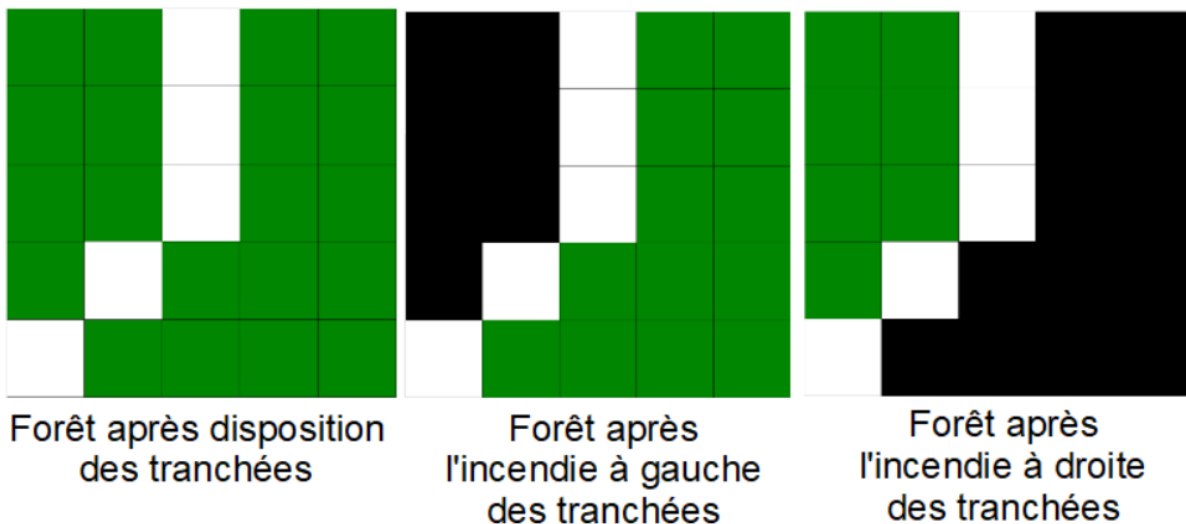 Forêt après disposition
des tranchées
Forêt après
l'incendie à gauche
des tranchées
Forêt après
l'incendie à droite
des tranchées